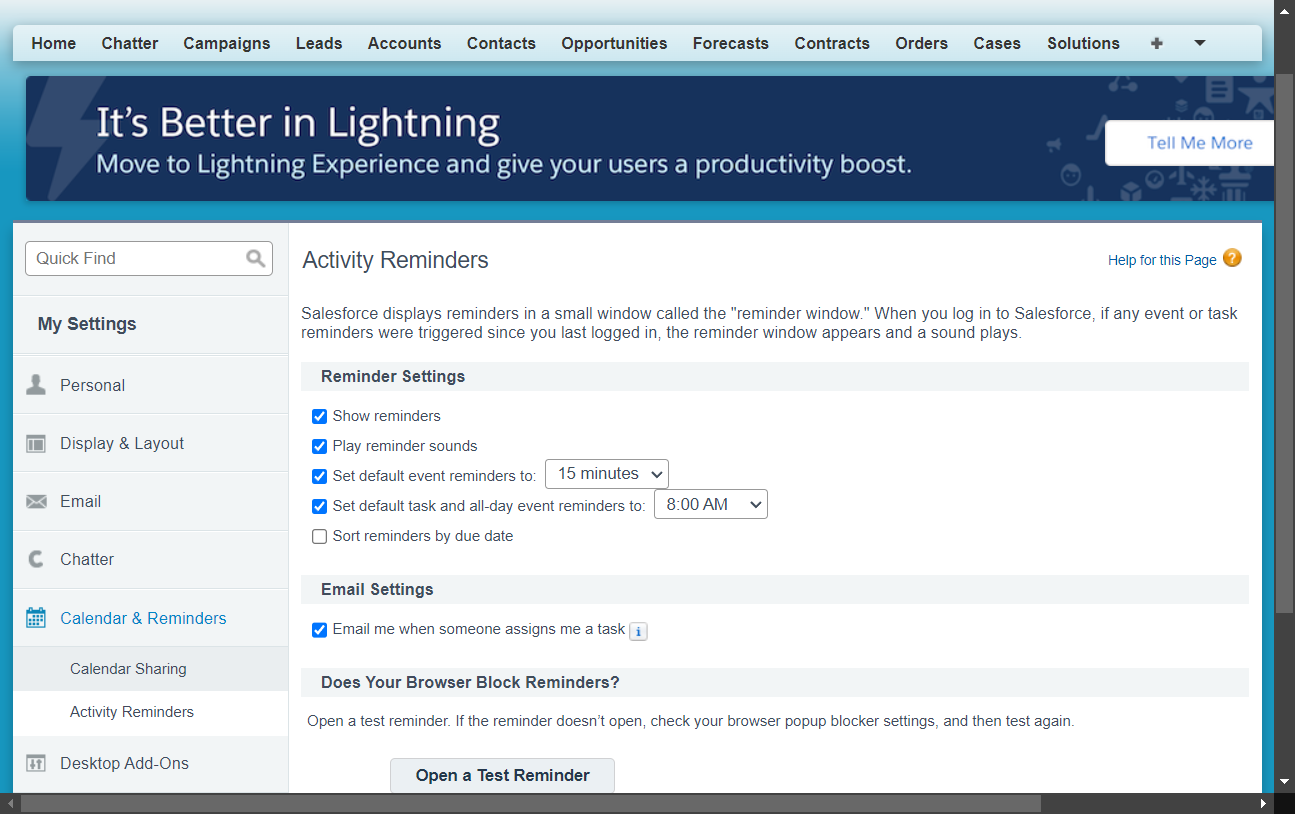 Home Chatter Campaigns Leads Accounts Contacts Opportunities Forecasts Contracts Orders Cases Solutions
It's Better in Lightning
Move to Lightning Experience and give your users a productivity boost.
Tell Me More
Quick Find
My Settings
Personal
Display & Layout
Email
Chatter
Calendar & Reminders
Calendar Sharing
Activity Reminders
Desktop Add-Ons
Activity Reminders
Help for this Page ?
Salesforce displays reminders in a small window called the "reminder window." When you log in to Salesforce, if any event or task
reminders were triggered since you last logged in, the reminder window appears and a sound plays.
Reminder Settings
Show reminders
Play reminder sounds
Set default event reminders to: 15 minutes
Set default task and all-day event reminders to: 8:00 AM
Sort reminders by due date
Email Settings
Email me when someone assigns me a task i
Does Your Browser Block Reminders?
Open a test reminder. If the reminder doesn’t open, check your browser popup blocker settings, and then test again.
Open a Test Reminder